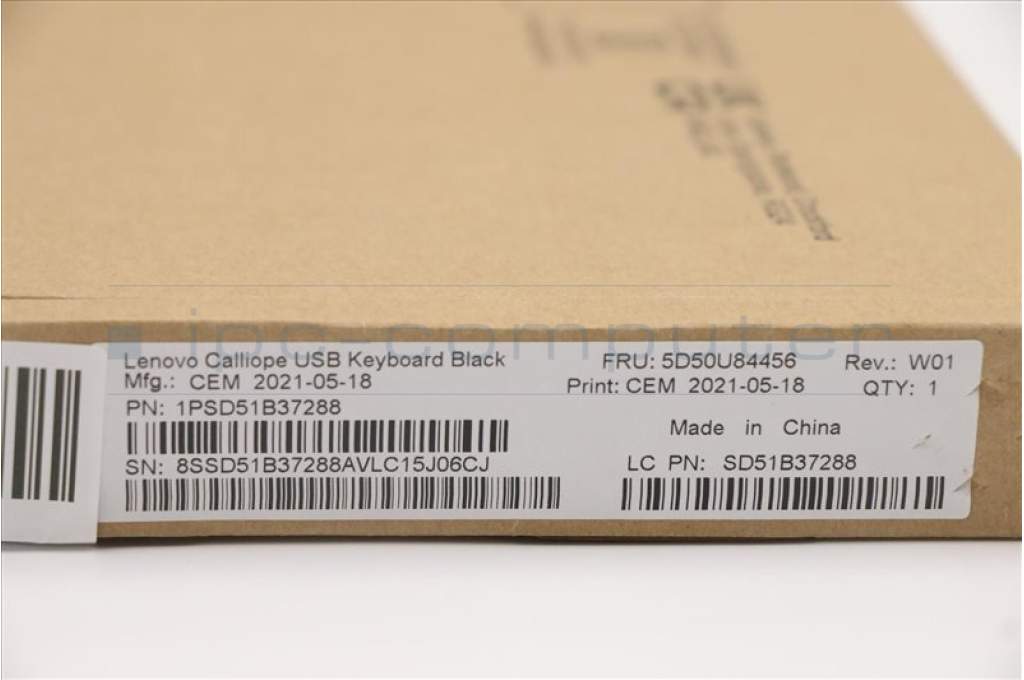 ipc-computer
Lenovo Calliope USB Keyboard Black FRU: 5D50U84456 Rev.: W01
Mfg.: CEM 2021-05-18 Print: CEM 2021-05-18 QTY: 1
PN: 1PSD51B37288
Made in China
SN: 8SSD51B37288AVLC15J06CJ LC PN: SD51B37288